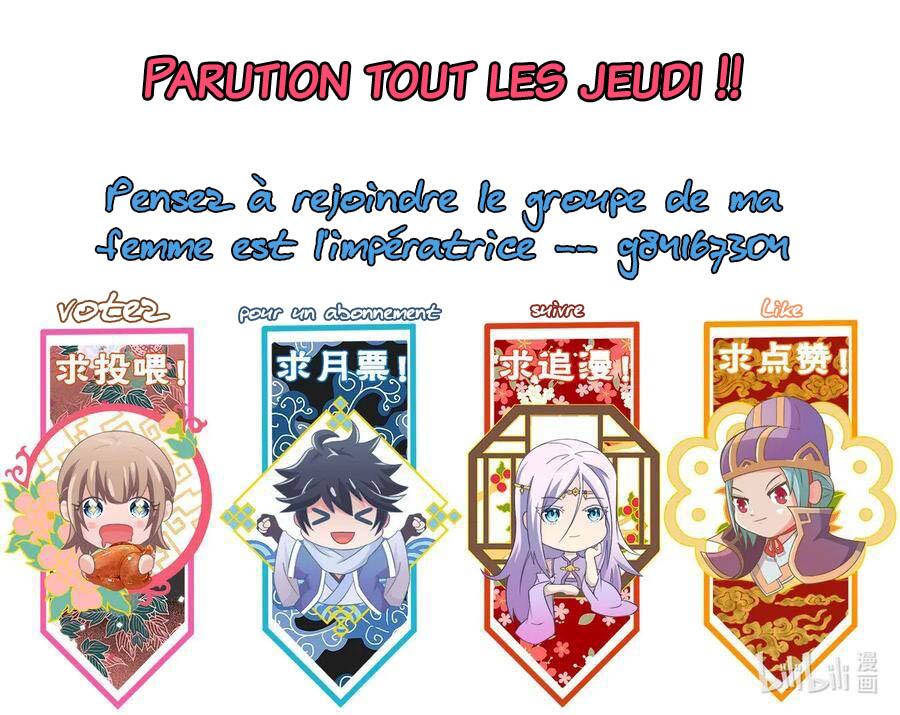 PARUTION TOUT LES JEUDI !!
Pensez à rejoindre le groupe de ma
femme est l'impératrice -- g84167304
votez
pour un abonnement
suivre
Like
求投喂!
求月票!
求追漫!
求点赞!
bilibili 漫画